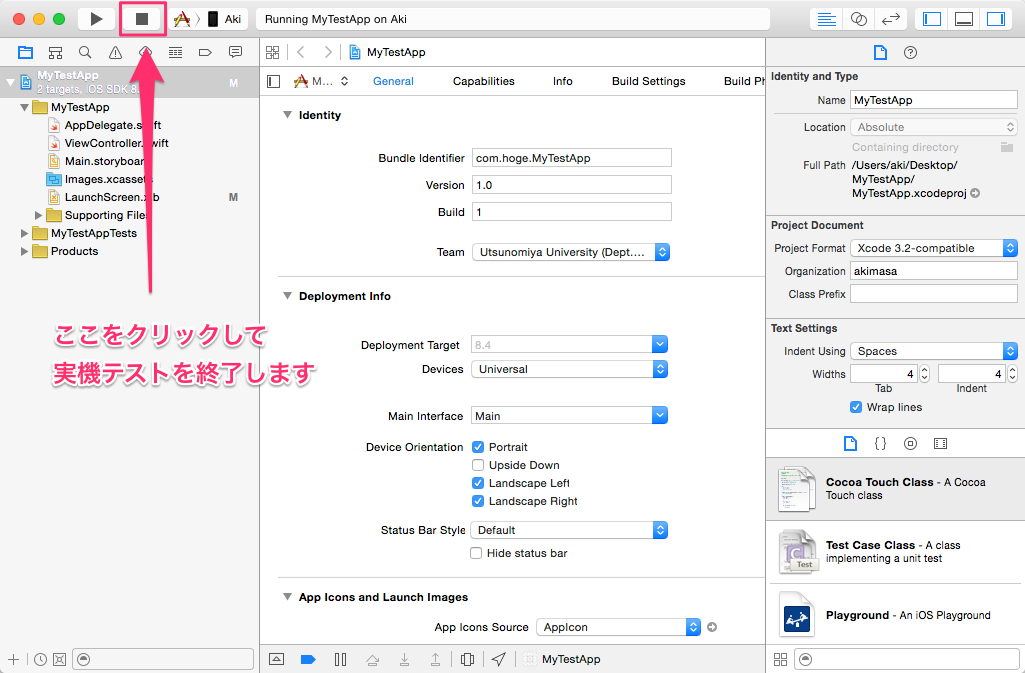 Aki
Running MyTestApp on Aki
MyTestApp
2 targets, iOS SDK 8.
M
MyTestApp
AppDelegate.swift
ViewController.swift
Main.storyboard
Images.xcassets
LaunchScreen.xib
M
Supporting Files
MyTestAppTests
Products
ここをクリックして
実機テストを終了します
MyTestApp
M...
General
Capabilities
Info
Build Settings
Build Ph
Identity
Bundle Identifier com.hoge.MyTestApp
Version 1.0
Build 1
Team Utsunomiya University (Dept....
Deployment Info
Deployment Target 8.4
Devices Universal
Main Interface Main
Device Orientation Portrait
Upside Down
Landscape Left
Landscape Right
Status Bar Style Default
Hide status bar
App Icons and Launch Images
App Icons Source AppIcon
MyTestApp
Identity and Type
Name MyTestApp
Location Absolute
Containing directory
Full Path /Users/aki/Desktop/
MyTestApp/
MyTestApp.xcodeproj
Project Document
Project Format Xcode 3.2-compatible
Organization akimasa
Class Prefix
Text Settings
Indent Using Spaces
Widths 4 4
Tab Indent
Wrap lines
{}
Cocoa Touch Class - A Cocoa
Touch class
C
Test
Test Case Class - A class
implementing a unit test
Playground - An iOS Playground